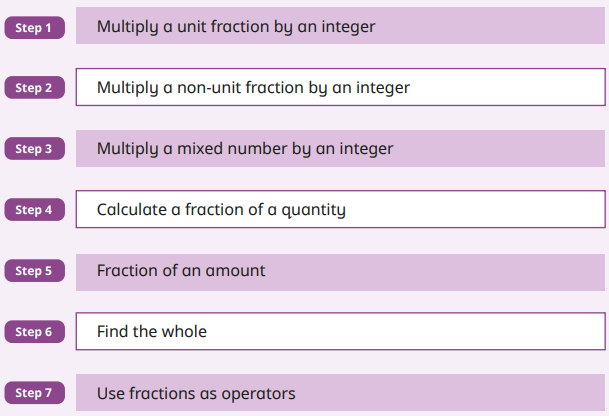 Step 1 Multiply a unit fraction by an integer
Step 2 Multiply a non-unit fraction by an integer
Step 3 Multiply a mixed number by an integer
Step 4 Calculate a fraction of a quantity
Step 5 Fraction of an amount
Step 6 Find the whole
Step 7 Use fractions as operators